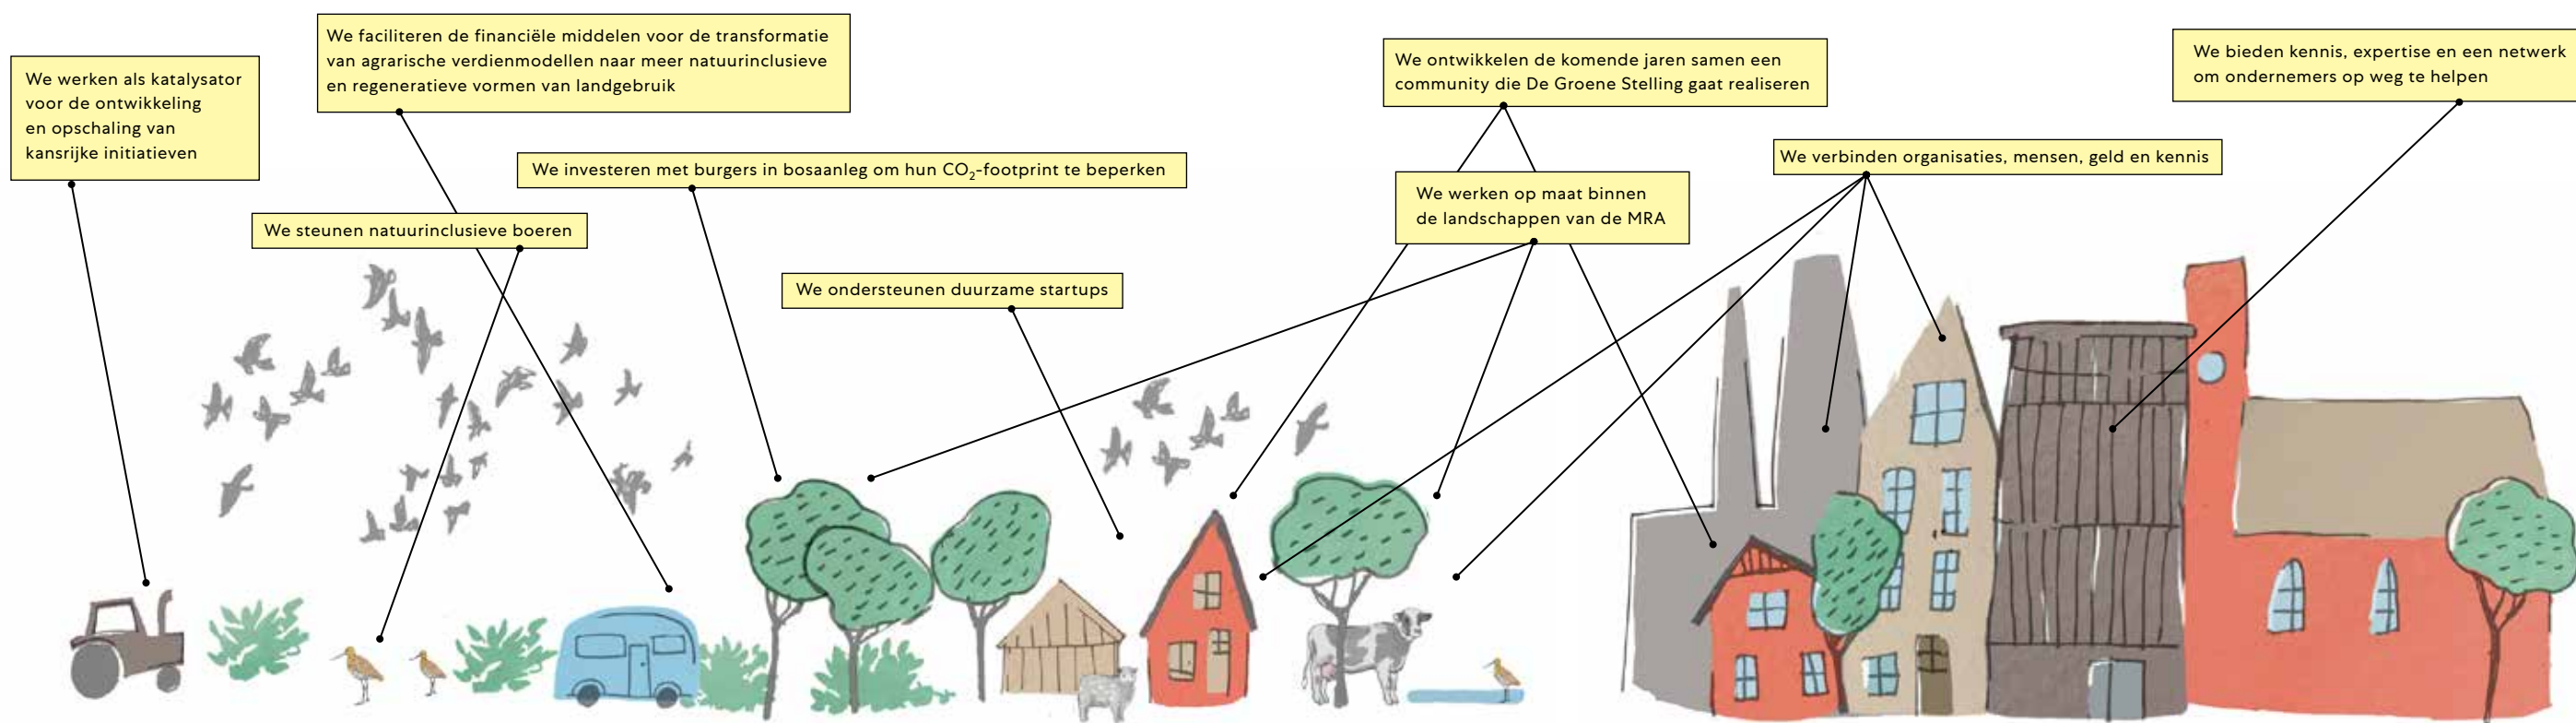 We werken als katalysator
voor de ontwikkeling
en opschaling van
kansrijke initiatieven
We faciliteren de financiële middelen voor de transformatie
van agrarische verdienmodellen naar meer natuurinclusieve
en regeneratieve vormen van landgebruik
We steunen natuurinclusieve boeren
We investeren met burgers in bosaanleg om hun CO₂-footprint te beperken
We ondersteunen duurzame startups
We ontwikkelen de komende jaren samen een
community die De Groene Stelling gaat realiseren
We werken op maat binnen
de landschappen van de MRA
We verbinden organisaties, mensen, geld en kennis
We bieden kennis, expertise en een netwerk
om ondernemers op weg te helpen